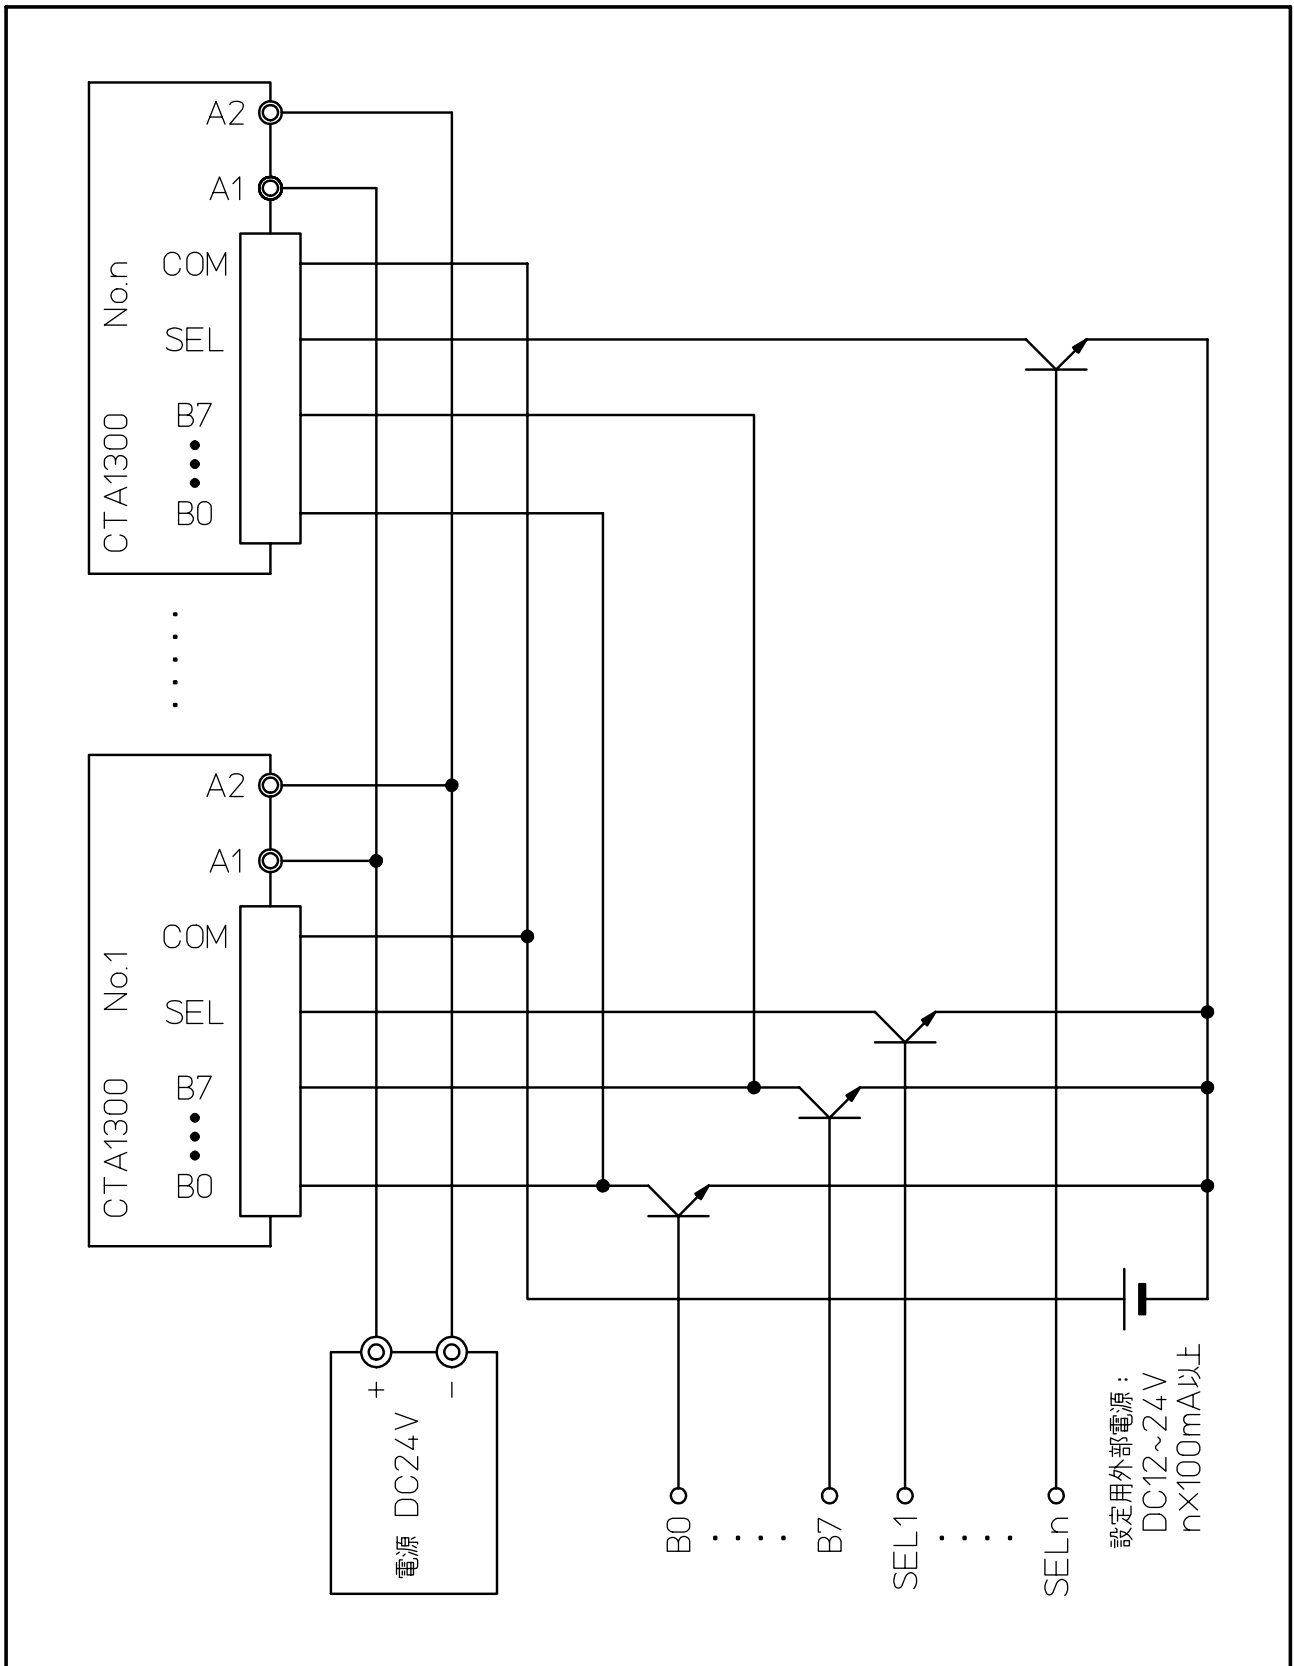 A2
A1
COM
SEL
B7
B0
CTA1300 No.n
A2
A1
COM
SEL
B7
B0
CTA1300 No.1
+
−
電源 DC24V
B0
B7
SEL1
SELn
設定用外部電源：
DC12~24V
n×100mA以上